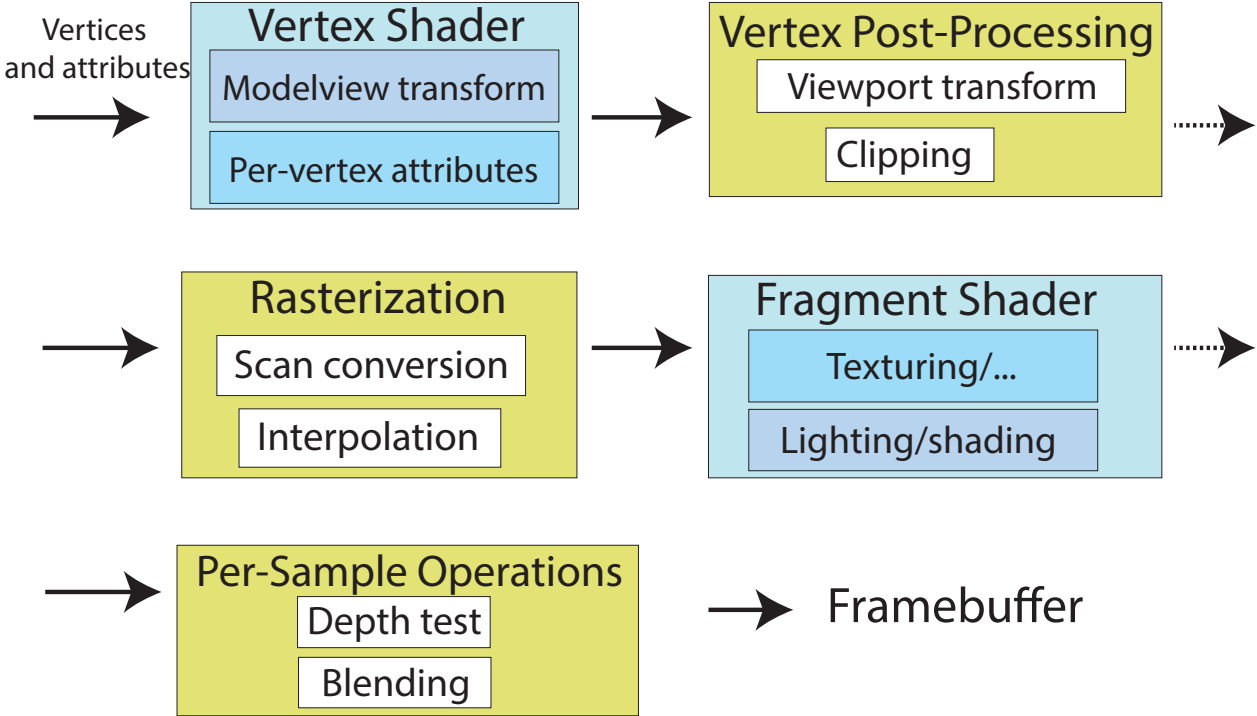 Vertices
and attributes
Vertex Shader
Modelview transform
Per-vertex attributes
Vertex Post-Processing
Viewport transform
Clipping
Rasterization
Scan conversion
Interpolation
Fragment Shader
Texturing/...
Lighting/shading
Per-Sample Operations
Depth test
Blending
Framebuffer